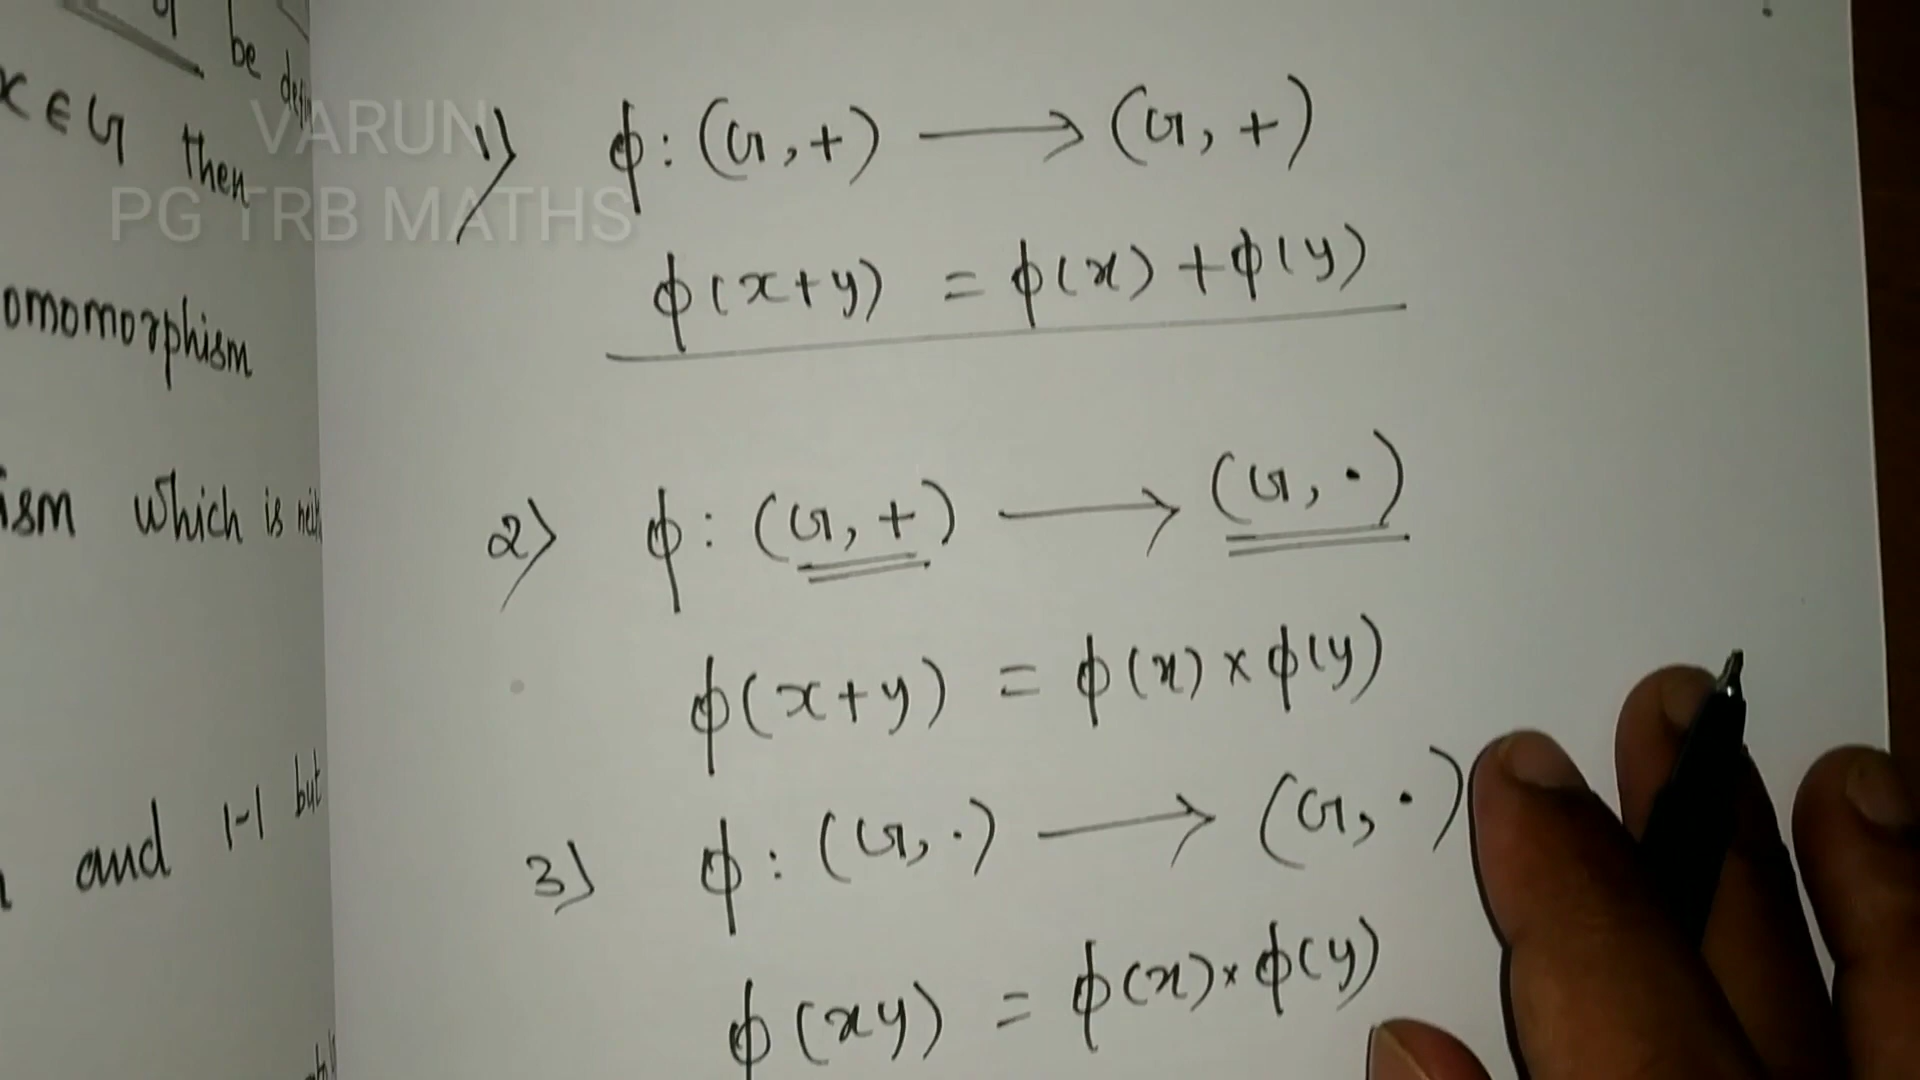 be
x ∈ G then
omomorphism
ism which is
and 1-1 but
VARUN
PG TRB MATHS
1) ϕ: (G, +) ⟶ (G, +)
ϕ(x+y) = ϕ(x) + ϕ(y)
2) ϕ: (G, +) ⟶ (G, ·)
ϕ(x+y) = ϕ(x) × ϕ(y)
3) ϕ: (G, ·) ⟶ (G, ·)
ϕ(xy) = ϕ(x) × ϕ(y)